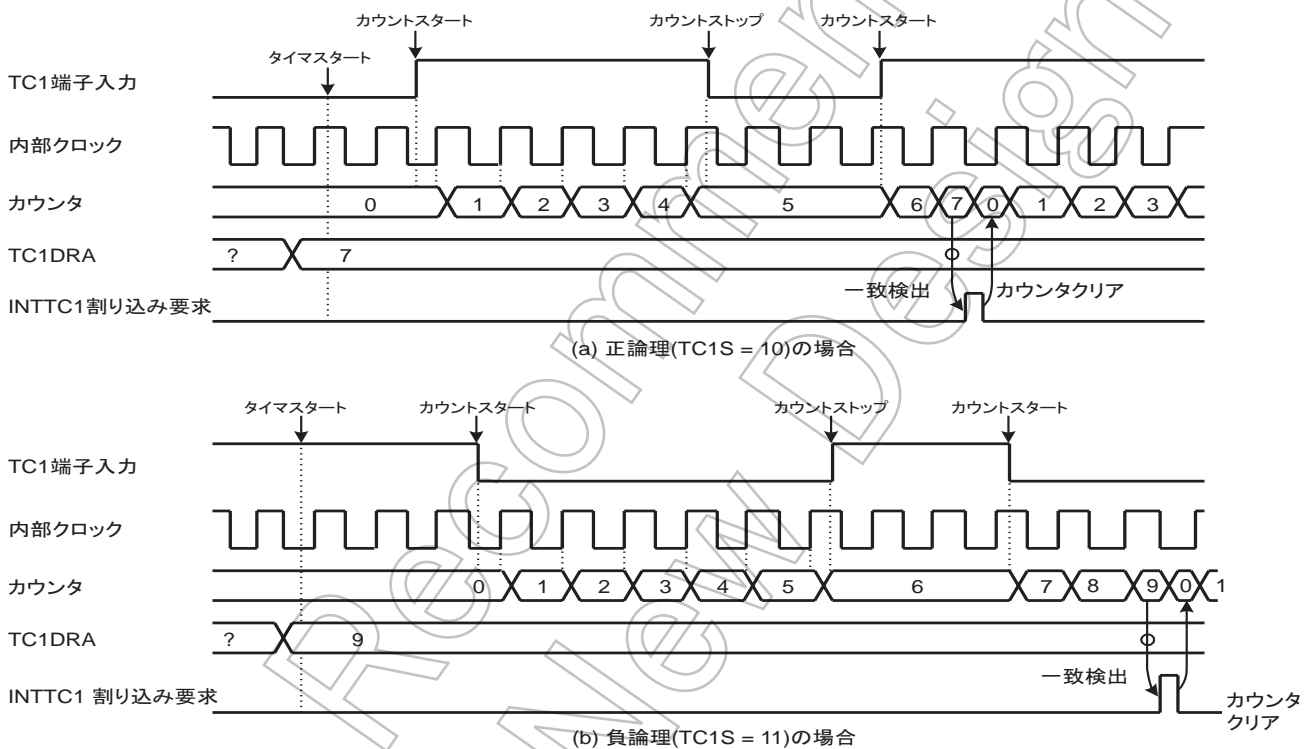 カウントスタート カウントストップ カウントスタート
タイマスタート
TC1端子入力
内部クロック
カウンタ 0 1 2 3 4 5 6 7 0 1 2 3
TC1DRA ? 7
一致検出 カウンタクリア
INTTC1割り込み要求
(a) 正論理(TC1S = 10)の場合
タイマスタート カウントスタート カウントストップ カウントスタート
TC1端子入力
内部クロック
カウンタ 0 1 2 3 4 5 6 7 8 9 0 1
TC1DRA ? 9
一致検出
INTTC1 割り込み要求
カウンタ
クリア
(b) 負論理(TC1S = 11)の場合
Recommen
New Design